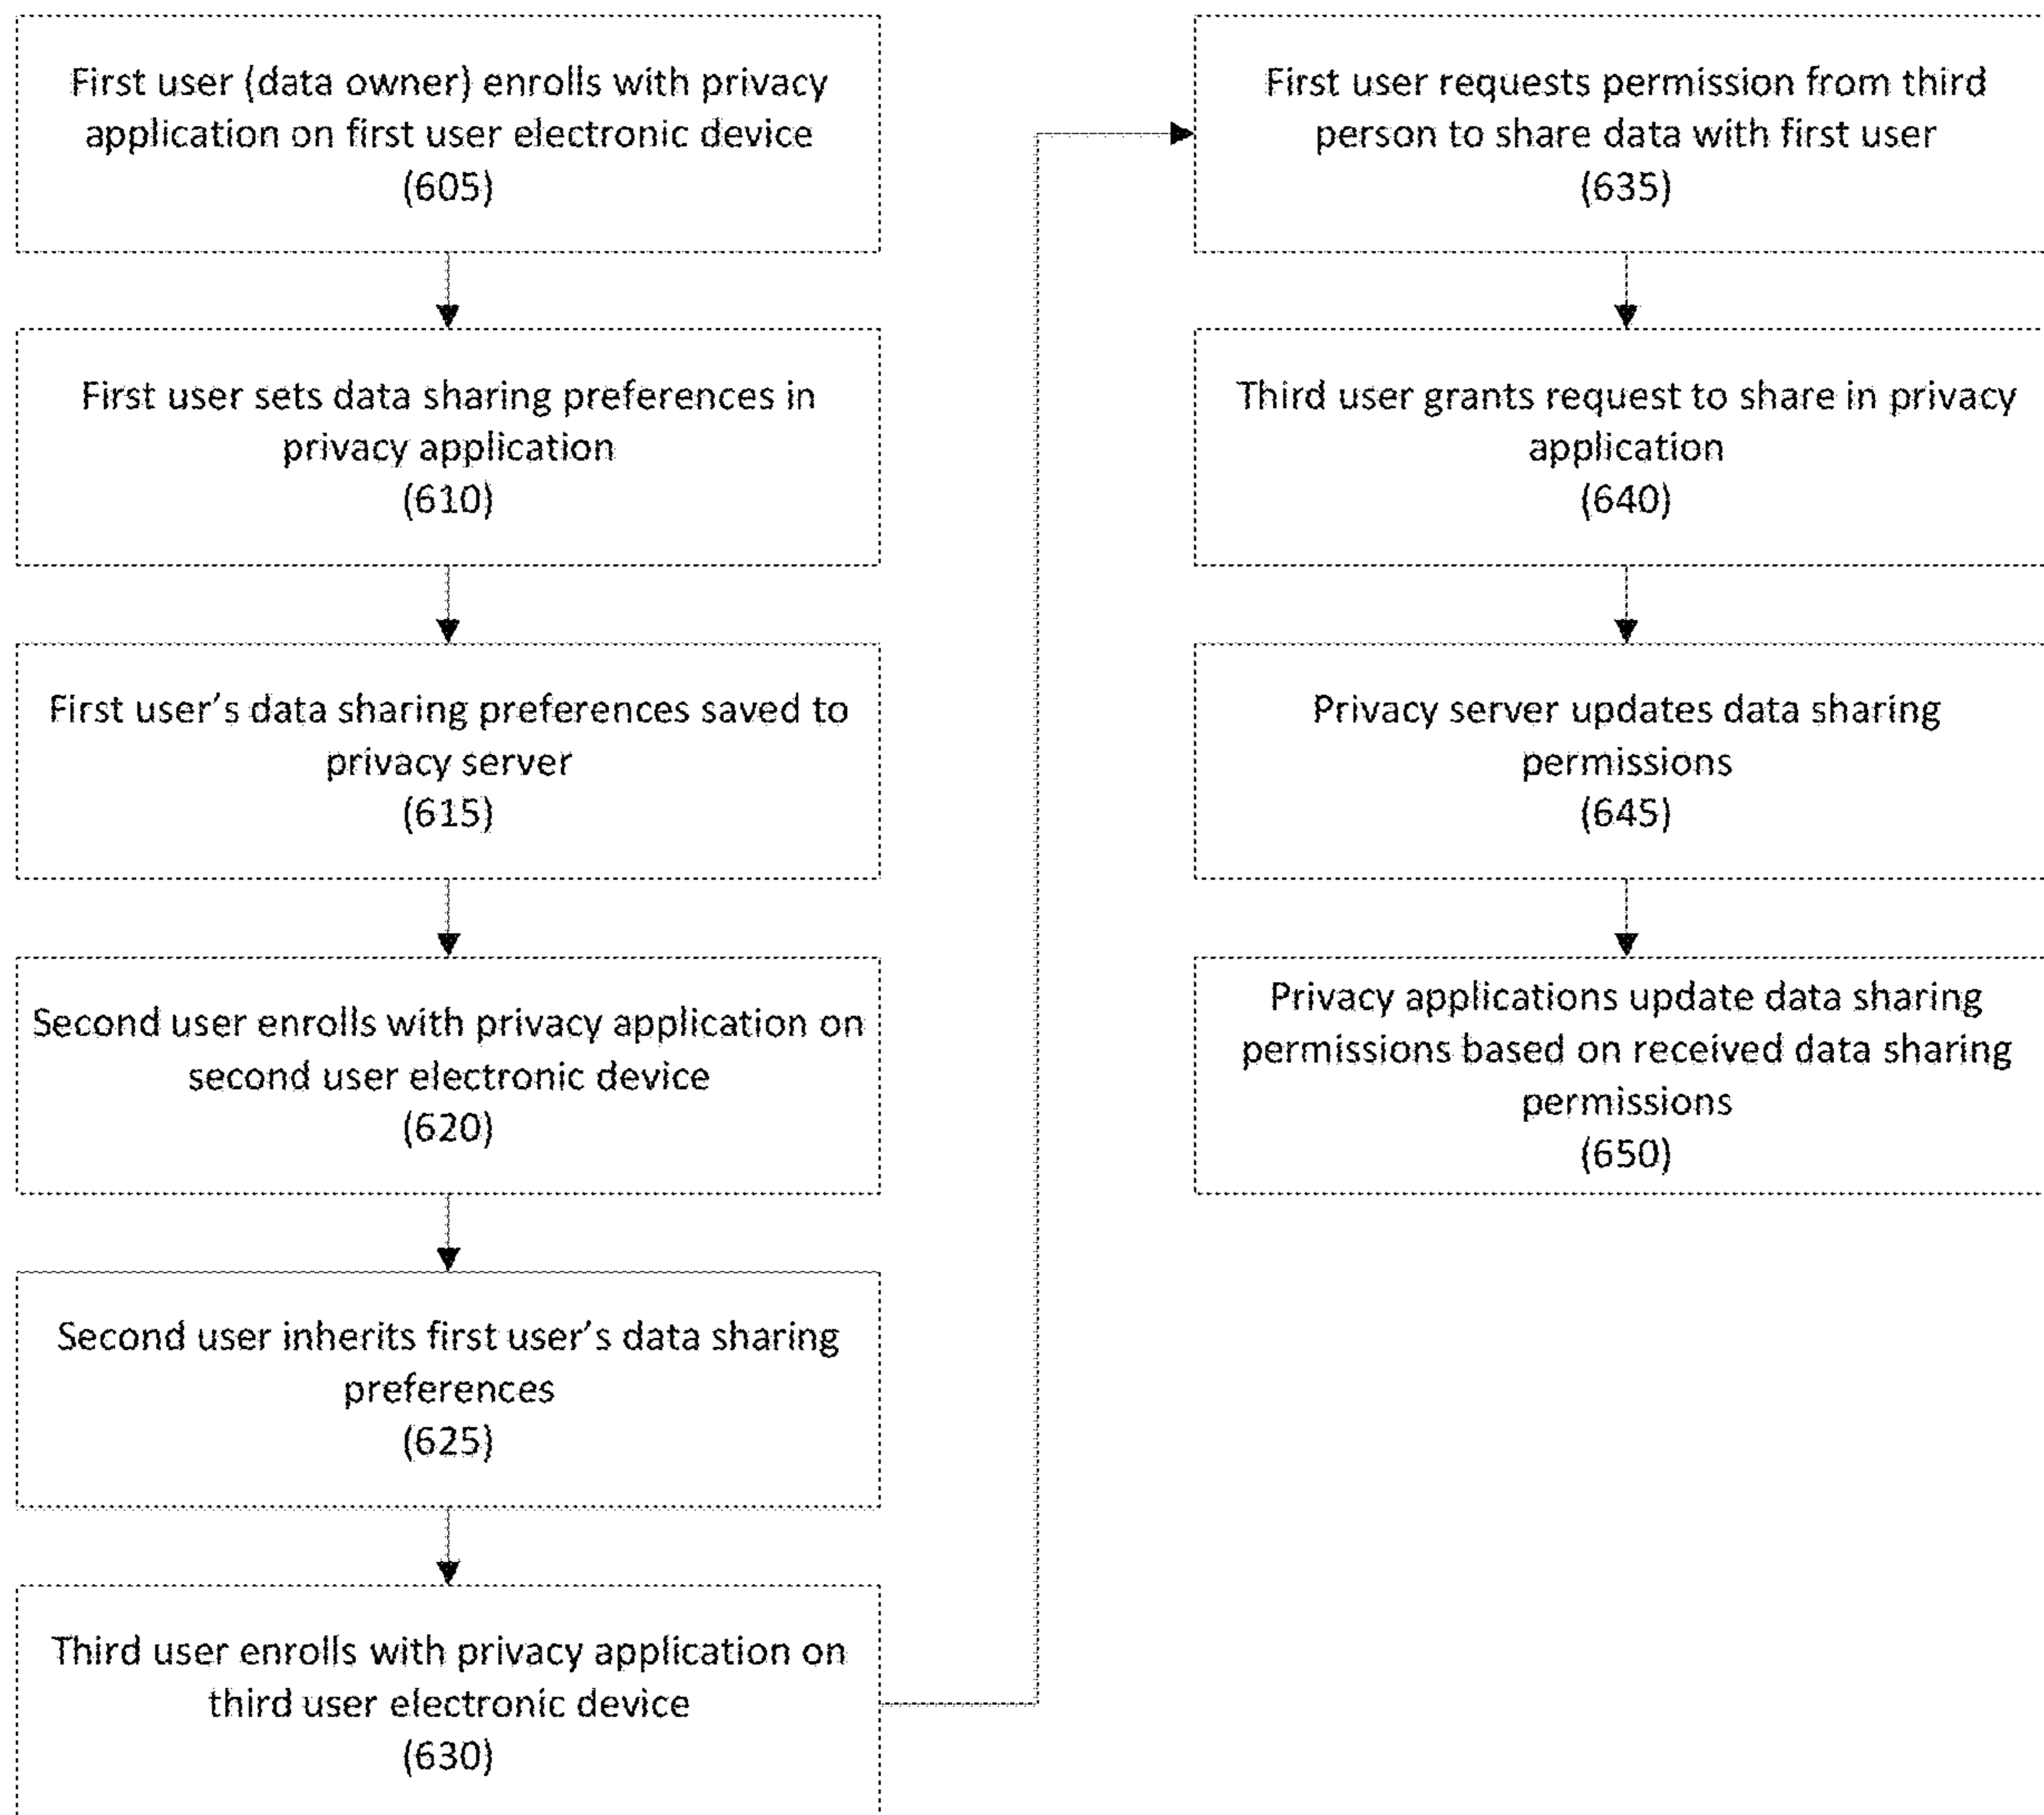 First user (data owner) enrolls with privacy
application on first user electronic device
(605)
First user sets data sharing preferences in
privacy application
(610)
First user's data sharing preferences saved to
privacy server
(615)
Second user enrolls with privacy application on
second user electronic device
(620)
Second user inherits first user's data sharing
preferences
(625)
Third user enrolls with privacy application on
third user electronic device
(630)
First user requests permission from third
person to share data with first user
(635)
Third user grants request to share in privacy
application
(640)
Privacy server updates data sharing
permissions
(645)
Privacy applications update data sharing
permissions based on received data sharing
permissions
(650)